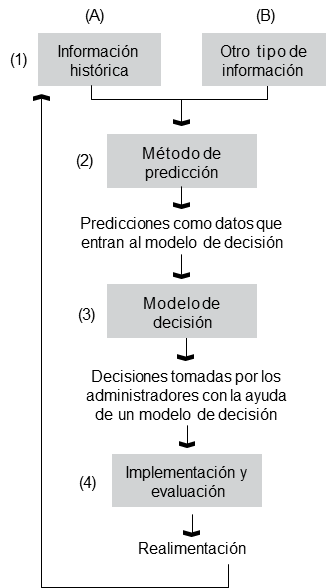 (A)
(B)
(1)
Información
histórica
Otro tipo de
información
(2)
Método de
predicción
Predicciones como datos que
entran al modelo de decisión
(3)
Modelo de
decisión
Decisiones tomadas por los
administradores con la ayuda
de un modelo de decisión
(4)
Implementación y
evaluación
Realimentación